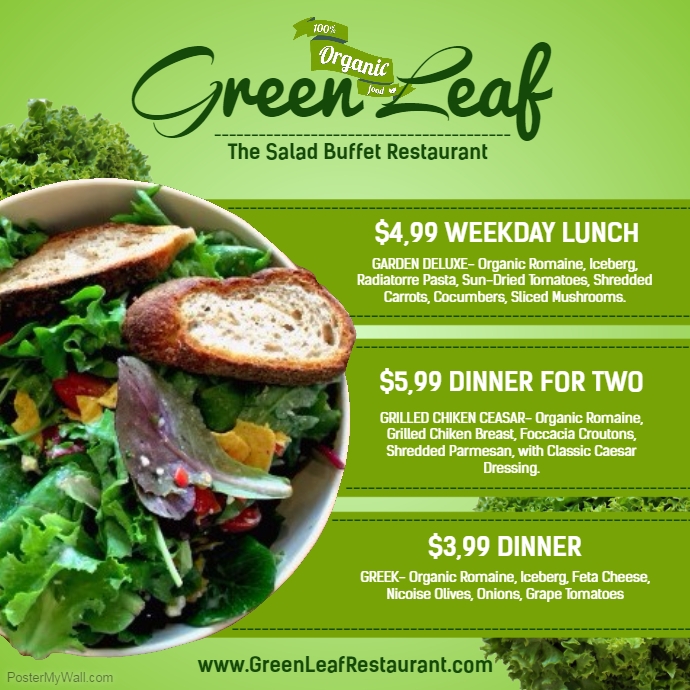 100%
Organic
food
Green Leaf
The Salad Buffet Restaurant
$4,99 WEEKDAY LUNCH
GARDEN DELUXE- Organic Romaine, Iceberg,
Radiatorre Pasta, Sun-Dried Tomatoes, Shredded
Carrots, Cocumbers, Sliced Mushrooms.
$5,99 DINNER FOR TWO
GRILLED CHIKEN CEASAR- Organic Romaine,
Grilled Chiken Breast, Foccacia Croutons,
Shredded Parmesan, with Classic Caesar
Dressing.
$3,99 DINNER
GREEK- Organic Romaine, Iceberg, Feta Cheese,
Nicoise Olives, Onions, Grape Tomatoes
www.GreenLeafRestaurant.com
PosterMyWall.com